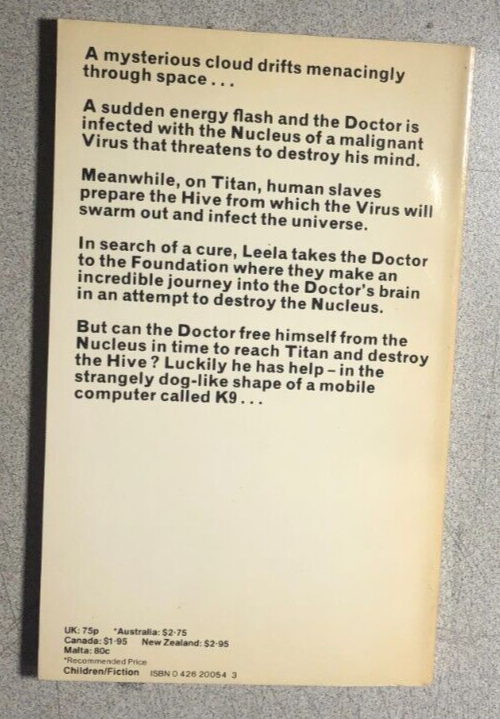 A mysterious cloud drifts menacingly
through space . . .
A sudden energy flash and the Doctor is
infected with the Nucleus of a malignant
Virus that threatens to destroy his mind.
Meanwhile, on Titan, human slaves
prepare the Hive from which the Virus will
swarm out and infect the universe.
In search of a cure, Leela takes the Doctor
to the Foundation where they make an
incredible journey into the Doctor's brain
in an attempt to destroy the Nucleus.
But can the Doctor free himself from the
Nucleus in time to reach Titan and destroy
the Hive? Luckily he has help – in the
strangely dog-like shape of a mobile
computer called K9 . . .
UK: 75p *Australia: $2·75
Canada: $1·95 New Zealand: $2·95
Malta: 80c
*Recommended Price
Children/Fiction ISBN 0 426 20054 3